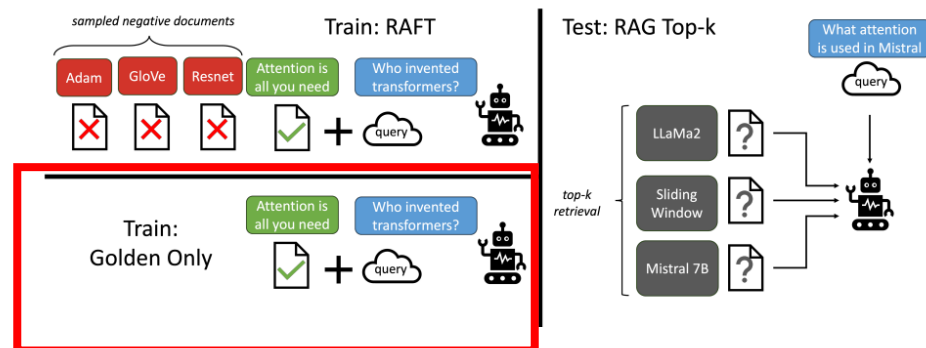 sampled negative documents
Train: RAFT
Adam
GloVe
Resnet
Attention is
all you need
Who invented
transformers?
query
Train:
Golden Only
Attention is
all you need
Who invented
transformers?
query
Test: RAG Top-k
What attention
is used in Mistral
query
top-k
retrieval
LLaMa2
?
Sliding
Window
?
Mistral 7B
?